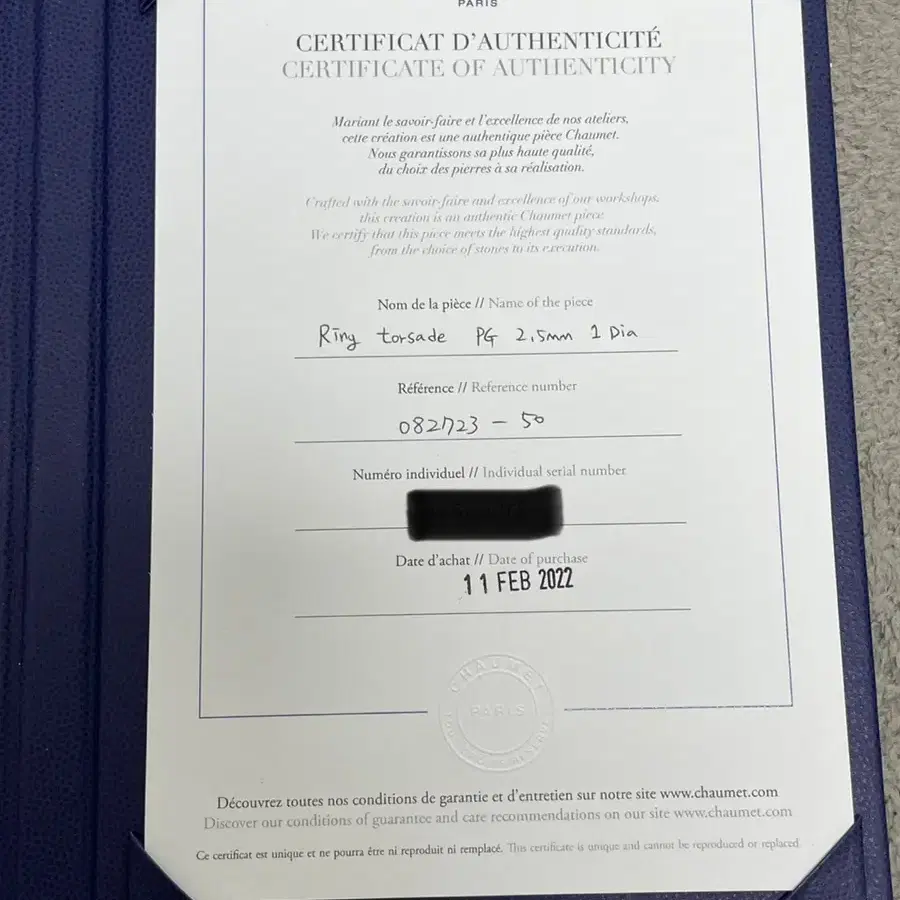 PARIS
CERTIFICAT D'AUTHENTICITÉ
CERTIFICATE OF AUTHENTICITY
Mariant le savoir-faire et l'excellence de nos ateliers,
cette création est une authentique pièce Chaumet.
Nous garantissons sa plus haute qualité,
du choix des pierres à sa réalisation.
Crafted with the savoir-faire and excellence of our workshops,
this creation is an authentic Chaumet piece.
We certify that this piece meets the highest quality standards,
from the choice of stones to its execution.
Nom de la pièce // Name of the piece
Ring torsade PG 2,5mm 1 Dia
Référence // Reference number
082723 - 50
Numéro individuel // Individual serial number
Date d'achat // Date of purchase
11 FEB 2022
CHAUMET
PARIS
Découvrez toutes nos conditions de garantie et d'entretien sur notre site www.chaumet.com
Discover our conditions of guarantee and care recommendations on our site www.chaumet.com
Ce certificat est unique et ne pourra être ni reproduit ni remplacé. This certificate is unique and cannot be reproduced or replaced.